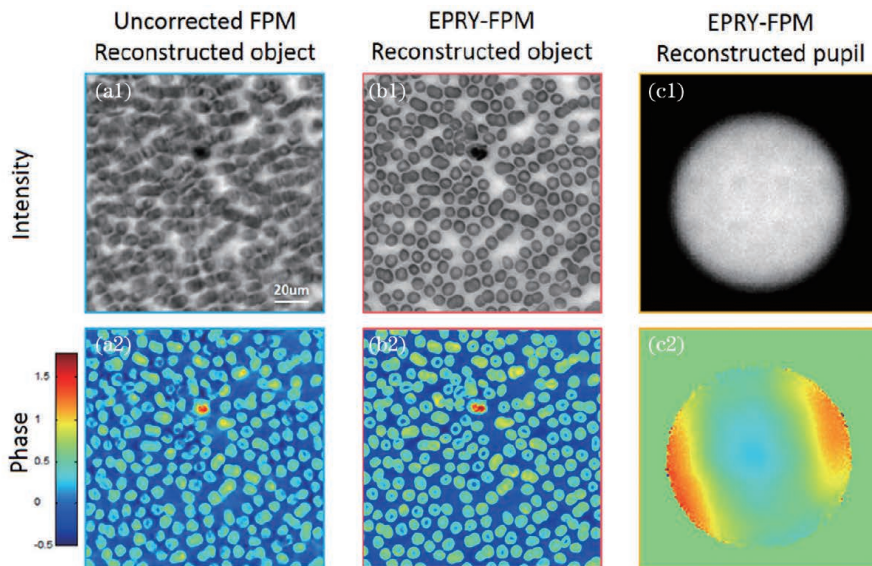 Uncorrected FPM
Reconstructed object
EPRY-FPM
Reconstructed object
EPRY-FPM
Reconstructed pupil
Intensity
(a1)
20um
(b1)
(c1)
Phase
1.5
1
0.5
0
-0.5
(a2)
(b2)
(c2)